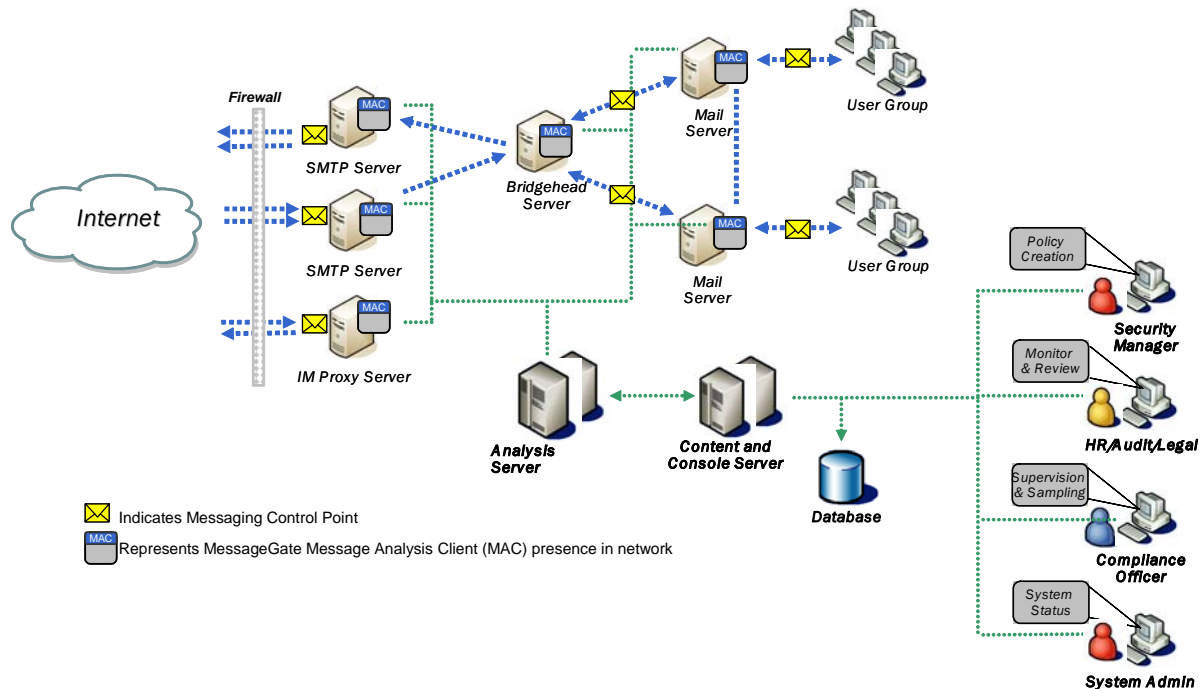 Firewall
Internet
MAC
SMTP Server
MAC
SMTP Server
MAC
IM Proxy Server
MAC
Bridgehead
Server
MAC
Mail
Server
User Group
MAC
Mail
Server
User Group
Analysis
Server
Content and
Console Server
Database
Policy
Creation
Security
Manager
Monitor
& Review
HR/Audit/Legal
Supervision
& Sampling
Compliance
Officer
System
Status
System Admin
Indicates Messaging Control Point
MAC
Represents MessageGate Message Analysis Client (MAC) presence in network